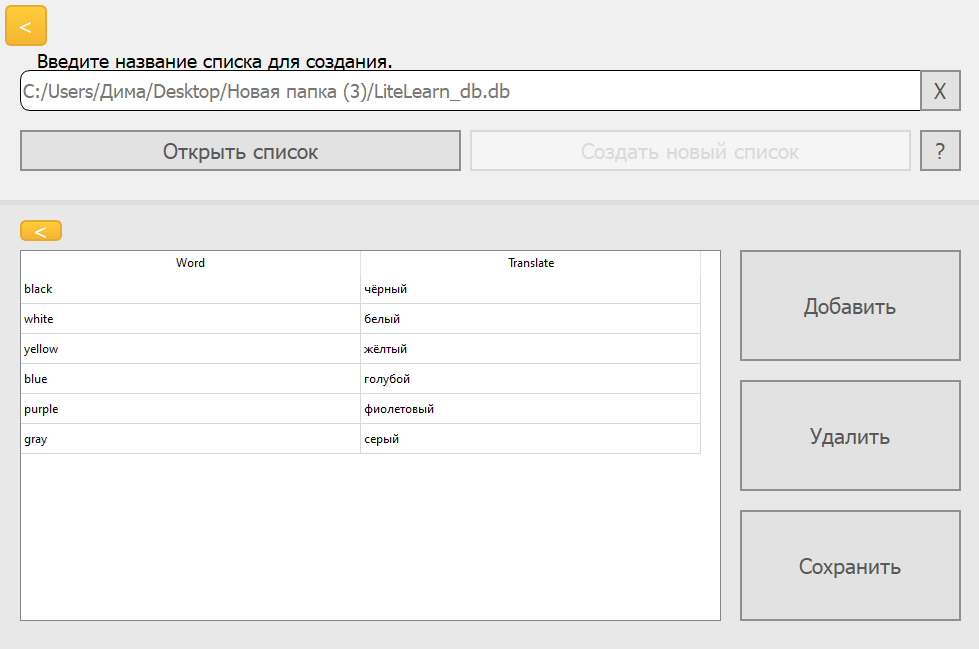 <
Введите название списка для создания.
C:/Users/Дима/Desktop/Новая папка (3)/LiteLearn_db.db X
Открыть список Создать новый список ?
<
Word Translate
black чёрный
white белый
yellow жёлтый
blue голубой
purple фиолетовый
gray серый
Добавить
Удалить
Сохранить